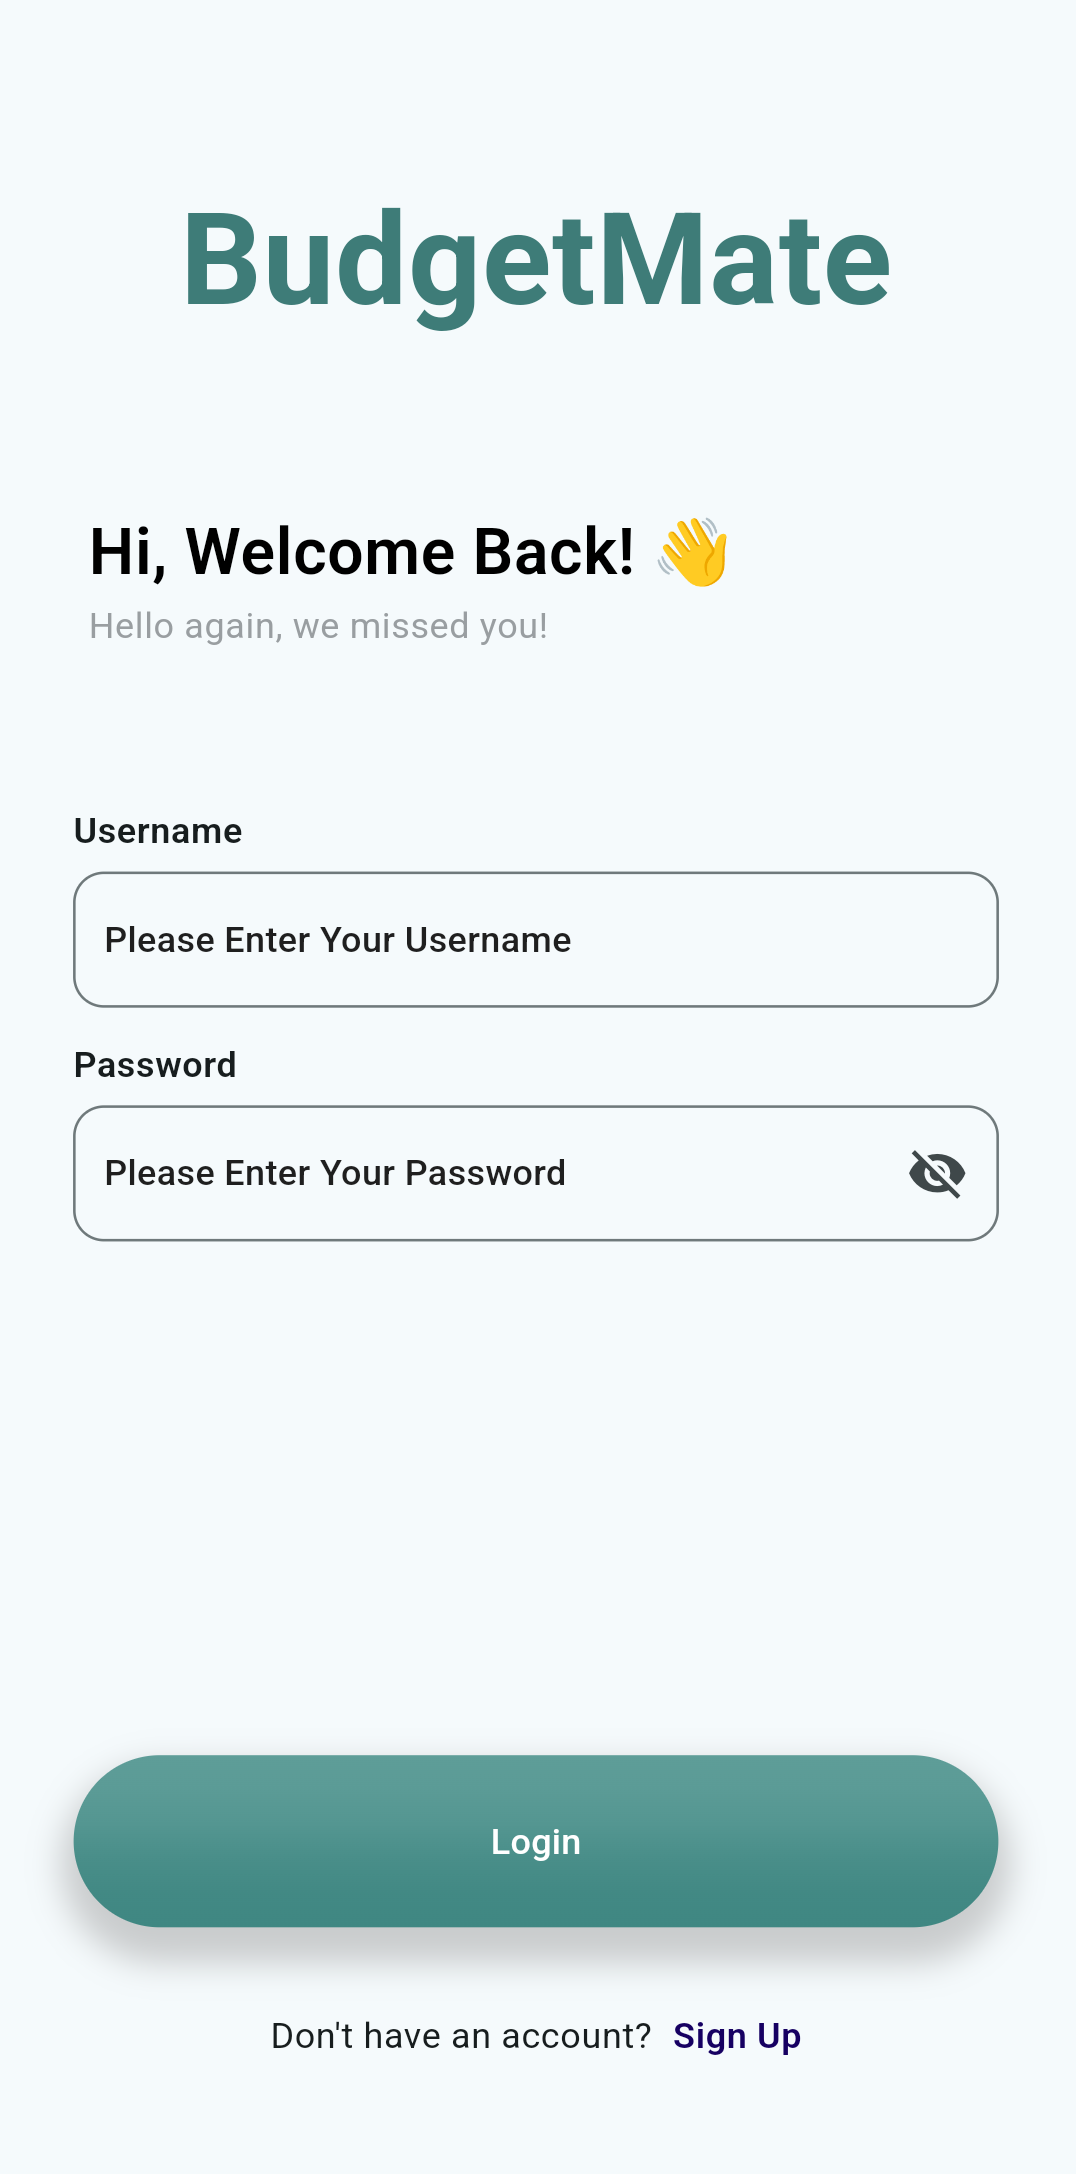 BudgetMate
Hi, Welcome Back! 👋
Hello again, we missed you!
Username
Please Enter Your Username
Password
Please Enter Your Password
Login
Don't have an account? Sign Up